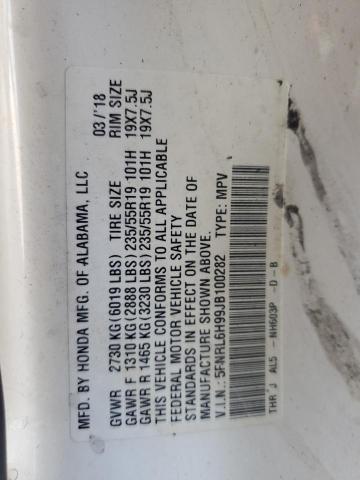 MFD. BY HONDA MFG. OF ALABAMA, LLC 03/'18
GVWR 2730 KG(6019 LBS) TIRE SIZE RIM SIZE
GAWR F 1310 KG(2888 LBS)235/55R19 101H 19X7.5J
GAWR R 1465 KG(3230 LBS)235/55R19 101H 19X7.5J
THIS VEHICLE CONFORMS TO ALL APPLICABLE
FEDERAL MOTOR VEHICLE SAFETY
STANDARDS IN EFFECT ON THE DATE OF
MANUFACTURE SHOWN ABOVE.
V.I.N.:5FNRL6H99JB100282 TYPE: MPV
THR J AL5 - NH603P -D-B